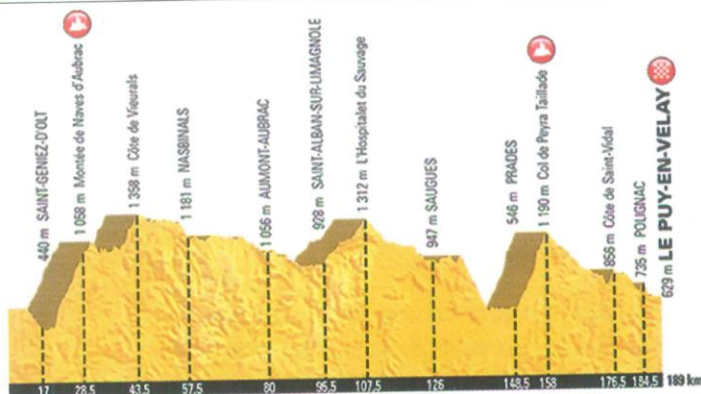 440 m SAINT-GENIEZ-D'OLT
1 058 m Montée de Naves d'Aubrac
1 358 m Côte de Vieurals
1 181 m NASBINALS
1 056 m AUMONT-AUBRAC
928 m SAINT-ALBAN-SUR-LIMAGNOLE
1 312 m L'Hospitalet du Sauvage
947 m SAUGUES
546 m PRADES
1 190 m Col de Peyra Taillade
856 m Côte de Saint-Vidal
735 m POLIGNAC
629 m LE PUY-EN-VELAY
17 28,5 43,5 57,5 80 95,5 107,5 126 148,5 158 176,5 184,5 189 km